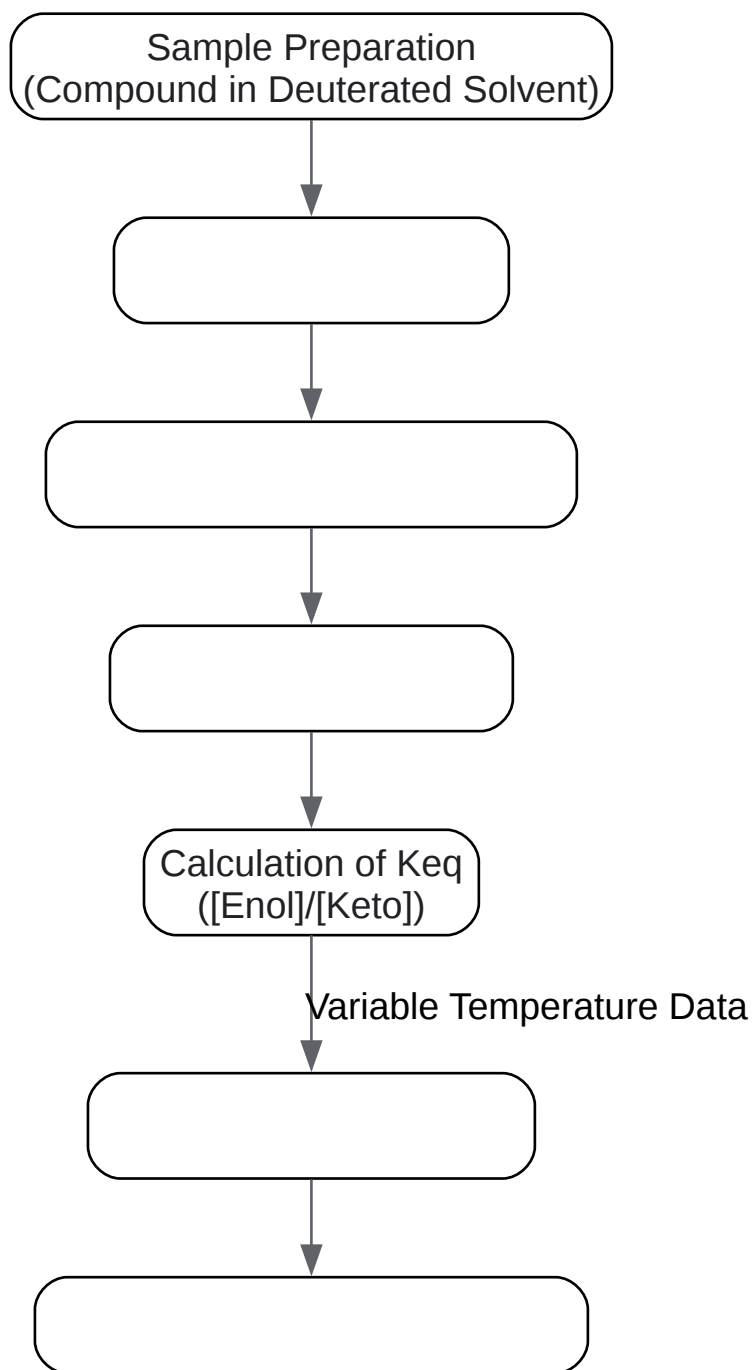 Sample Preparation
(Compound in Deuterated Solvent)
Calculation of Keq
([Enol]/[Keto])
Variable Temperature Data